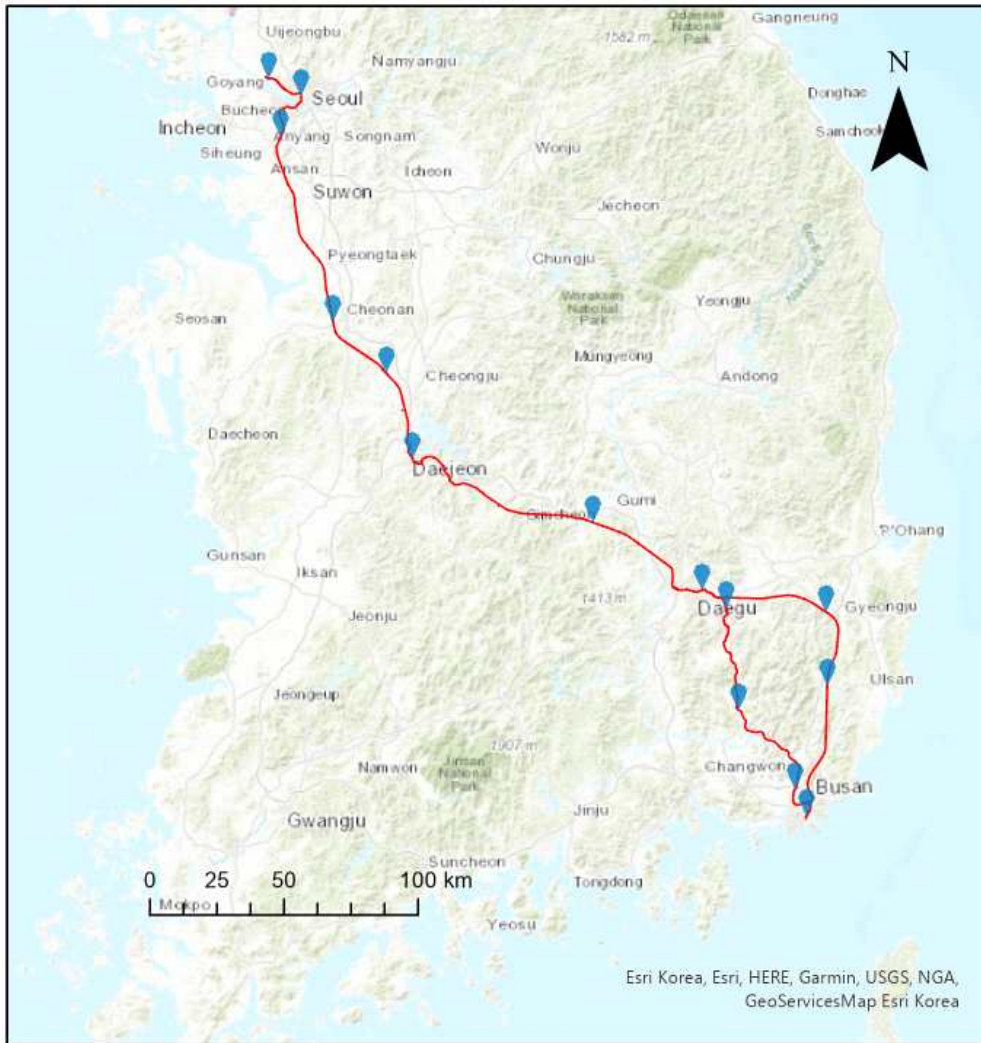 Odaesan
National
Park
Gangneung
Uijeongbu
1582 m
N
Namyangju
Goyang
Donghae
Seoul
Incheon
Anyang
Songnam
Samcheok
Siheung
Wonju
Ansan
Icheon
Suwon
Jecheon
Pyeongtaek
Chungju
Woraksan
National
Park
Yeongju
Seosan
Cheonan
Mungyeong
Cheongju
Andong
Daecheon
Daejeon
Gumi
Gimcheon
P'Ohang
Gunsan
Iksan
1413 m
Daegu
Gyeongju
Jeonju
Ulsan
Jeongeup
1907 m
Namwon
National
Park
Changwon
Busan
Jinju
Gwangju
Suncheon
Tongdong
0 25 50 100 km
Mokpo
Yeosu
Esri Korea, Esri, HERE, Garmin, USGS, NGA,
GeoServicesMap Esri Korea